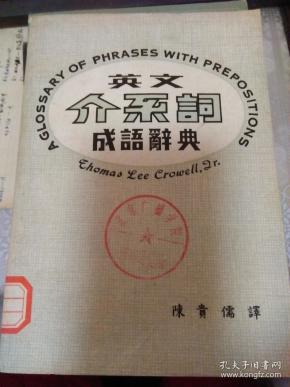 A GLOSSARY OF PHRASES WITH PREPOSITIONS
英文
介系詞
成語辭典
Thomas Lee Crowell, Jr.
陳貴儒譯
孔夫子旧书网